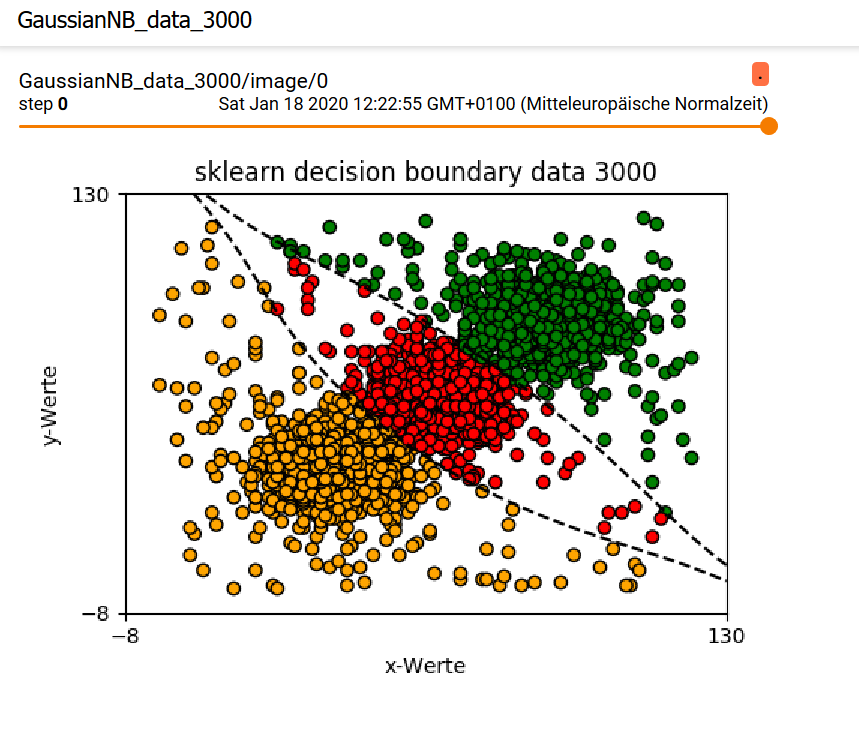 GaussianNB_data_3000
GaussianNB_data_3000/image/0
.
step 0 Sat Jan 18 2020 12:22:55 GMT+0100 (Mitteleuropäische Normalzeit)
sklearn decision boundary data 3000
130
y-Werte
−8
−8 130
x-Werte